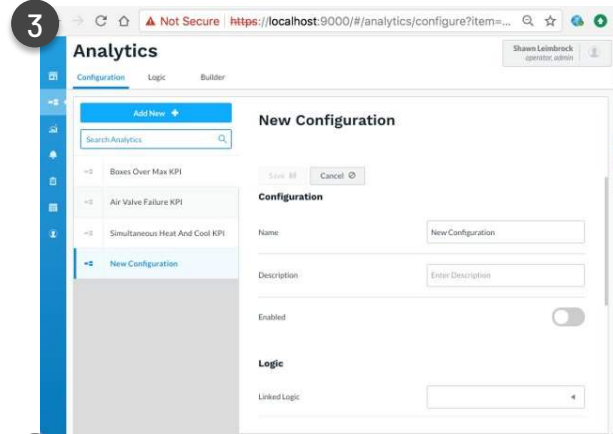 3
Not Secure https://localhost:9000/#/analytics/configure?item=...
Analytics
Shawn Leimbrock
operator, admin
Configuration Logic Builder
Add New +
Search Analytics
Boxes Over Max KPI
Air Valve Failure KPI
Simultaneous Heat And Cool KPI
New Configuration
New Configuration
Save Cancel
Configuration
Name New Configuration
Description Enter Description
Enabled
Logic
Linked Logic